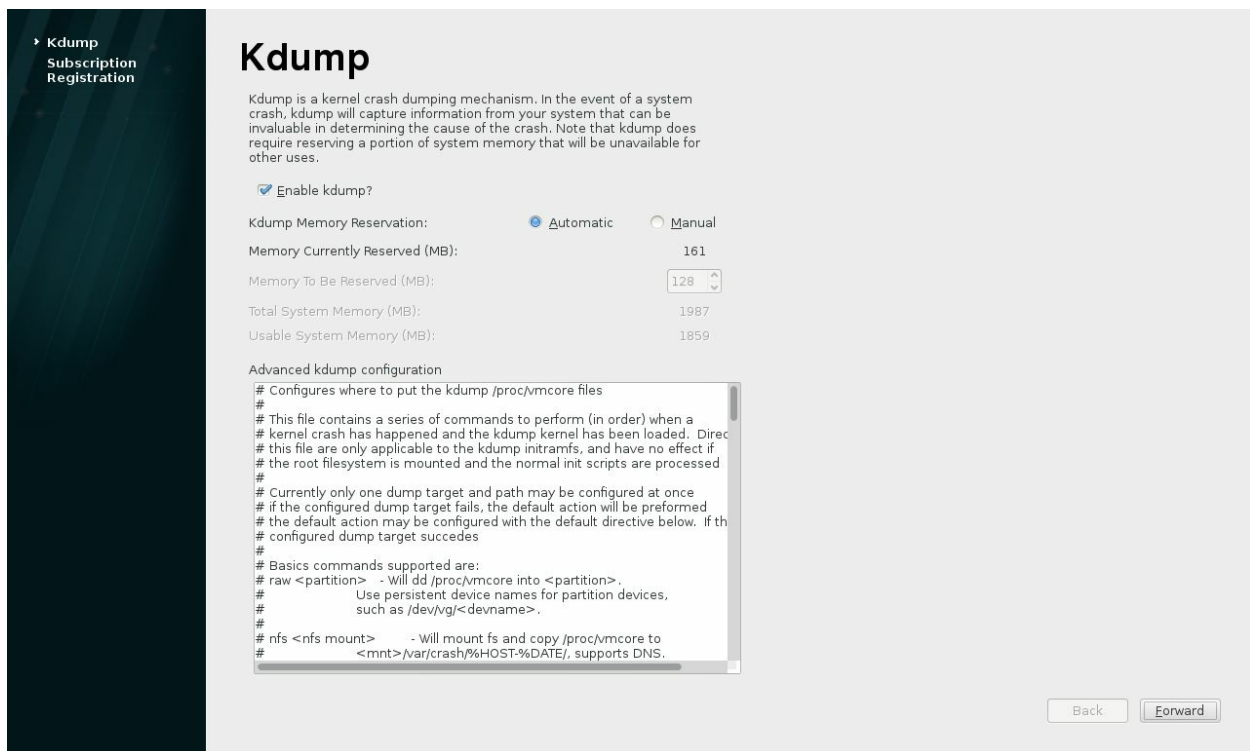 Kdump
Subscription
Registration
Kdump
Kdump is a kernel crash dumping mechanism. In the event of a system
crash, kdump will capture information from your system that can be
invaluable in determining the cause of the crash. Note that kdump does
require reserving a portion of system memory that will be unavailable for
other uses.
Enable kdump?
Kdump Memory Reservation: Automatic Manual
Memory Currently Reserved (MB): 161
Memory To Be Reserved (MB): 128
Total System Memory (MB): 1987
Usable System Memory (MB): 1859
Advanced kdump configuration
# Configures where to put the kdump /proc/vmcore files
#
# This file contains a series of commands to perform (in order) when a
# kernel crash has happened and the kdump kernel has been loaded.  Direc
# this file are only applicable to the kdump initramfs, and have no effect if
# the root filesystem is mounted and the normal init scripts are processed
#
# Currently only one dump target and path may be configured at once
# if the configured dump target fails, the default action will be preformed
# the default action may be configured with the default directive below.  If th
# configured dump target succedes
#
# Basics commands supported are:
# raw <partition>   - Will dd /proc/vmcore into <partition>.
# Use persistent device names for partition devices,
# such as /dev/vg/<devname>.
#
# nfs <nfs mount>   - Will mount fs and copy /proc/vmcore to
# <mnt>/var/crash/%HOST-%DATE/, supports DNS.
Back Forward